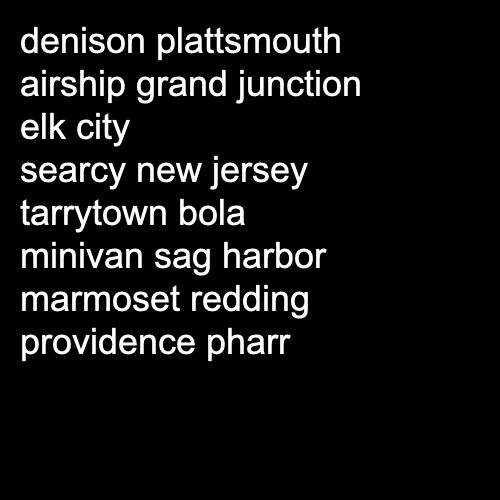 denison plattsmouth
airship grand junction
elk city
searcy new jersey
tarrytown bola
minivan sag harbor
marmoset redding
providence pharr